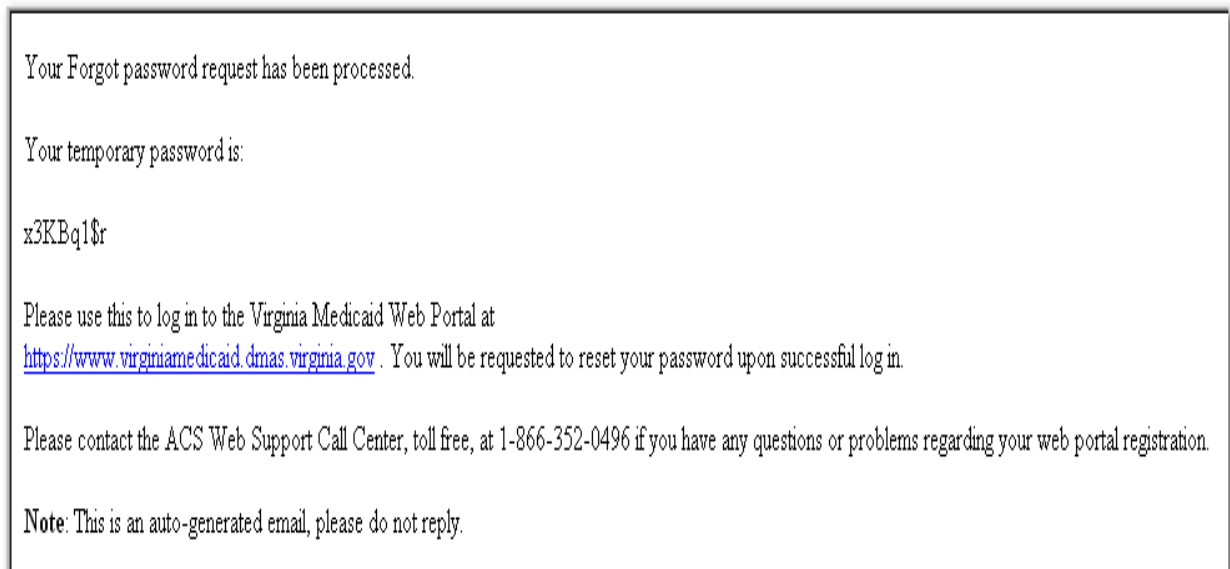 Your Forgot password request has been processed.
Your temporary password is:
x3KBq1$r
Please use this to log in to the Virginia Medicaid Web Portal at
https://www.virginiamedicaid.dmas.virginia.gov . You will be requested to reset your password upon successful log in.
Please contact the ACS Web Support Call Center, toll free, at 1-866-352-0496 if you have any questions or problems regarding your web portal registration.
Note: This is an auto-generated email, please do not reply.